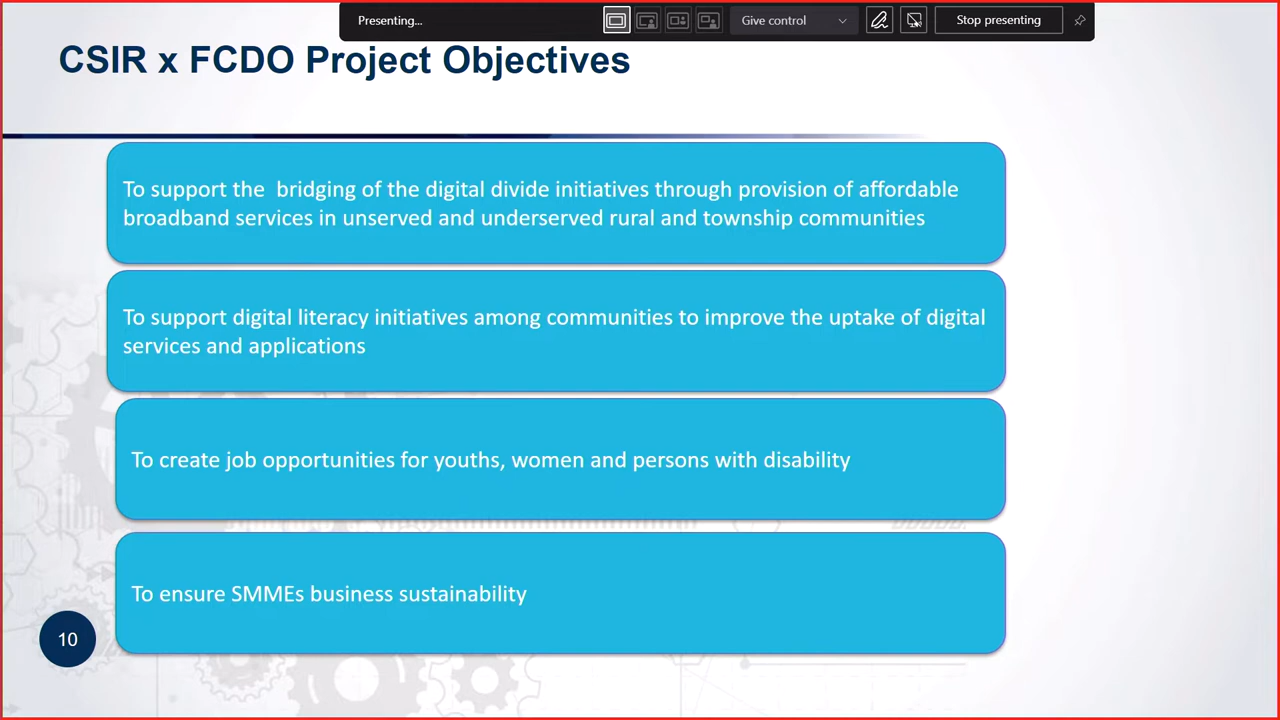 Presenting...
Give control
Stop presenting
CSIR x FCDO Project Objectives
To support the  bridging of the digital divide initiatives through provision of affordable
broadband services in unserved and underserved rural and township communities
To support digital literacy initiatives among communities to improve the uptake of digital
services and applications
To create job opportunities for youths, women and persons with disability
To ensure SMMEs business sustainability
10